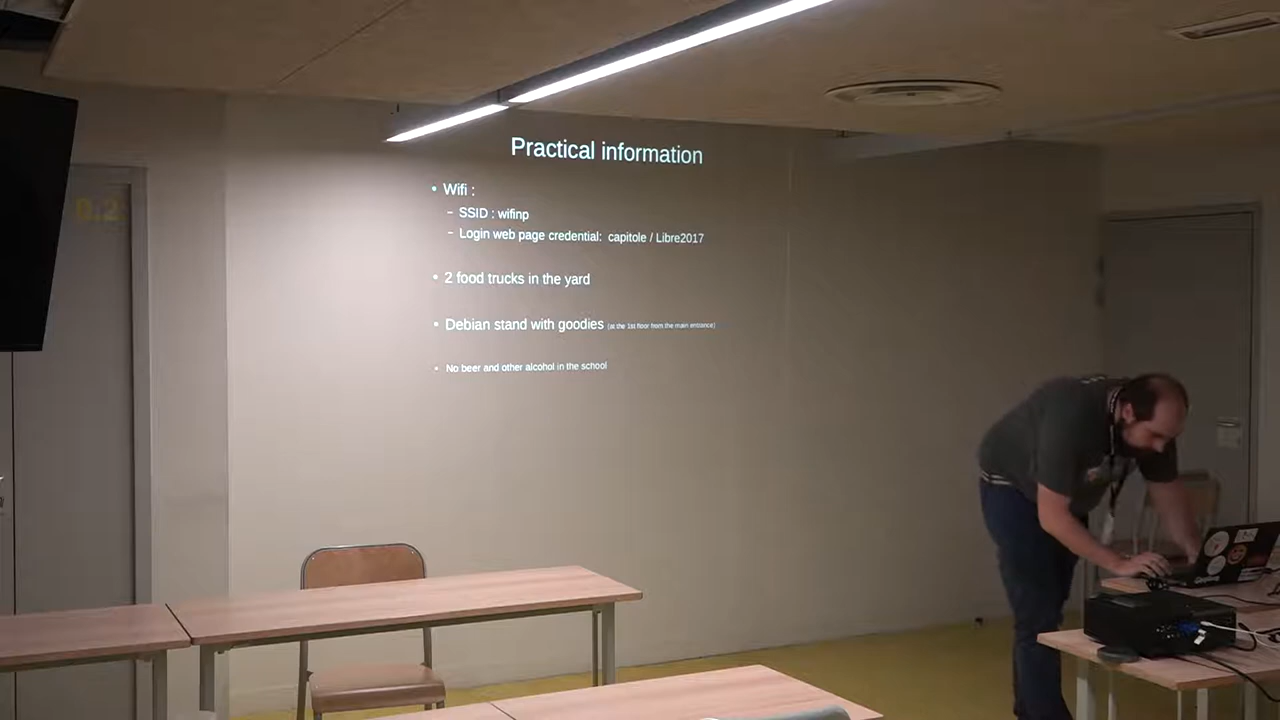 Practical information
• Wifi :
– SSID : wifinp
– Login web page credential: capitole / Libre2017
• 2 food trucks in the yard
• Debian stand with goodies (at the 1st floor from the main entrance)
• No beer and other alcohol in the school